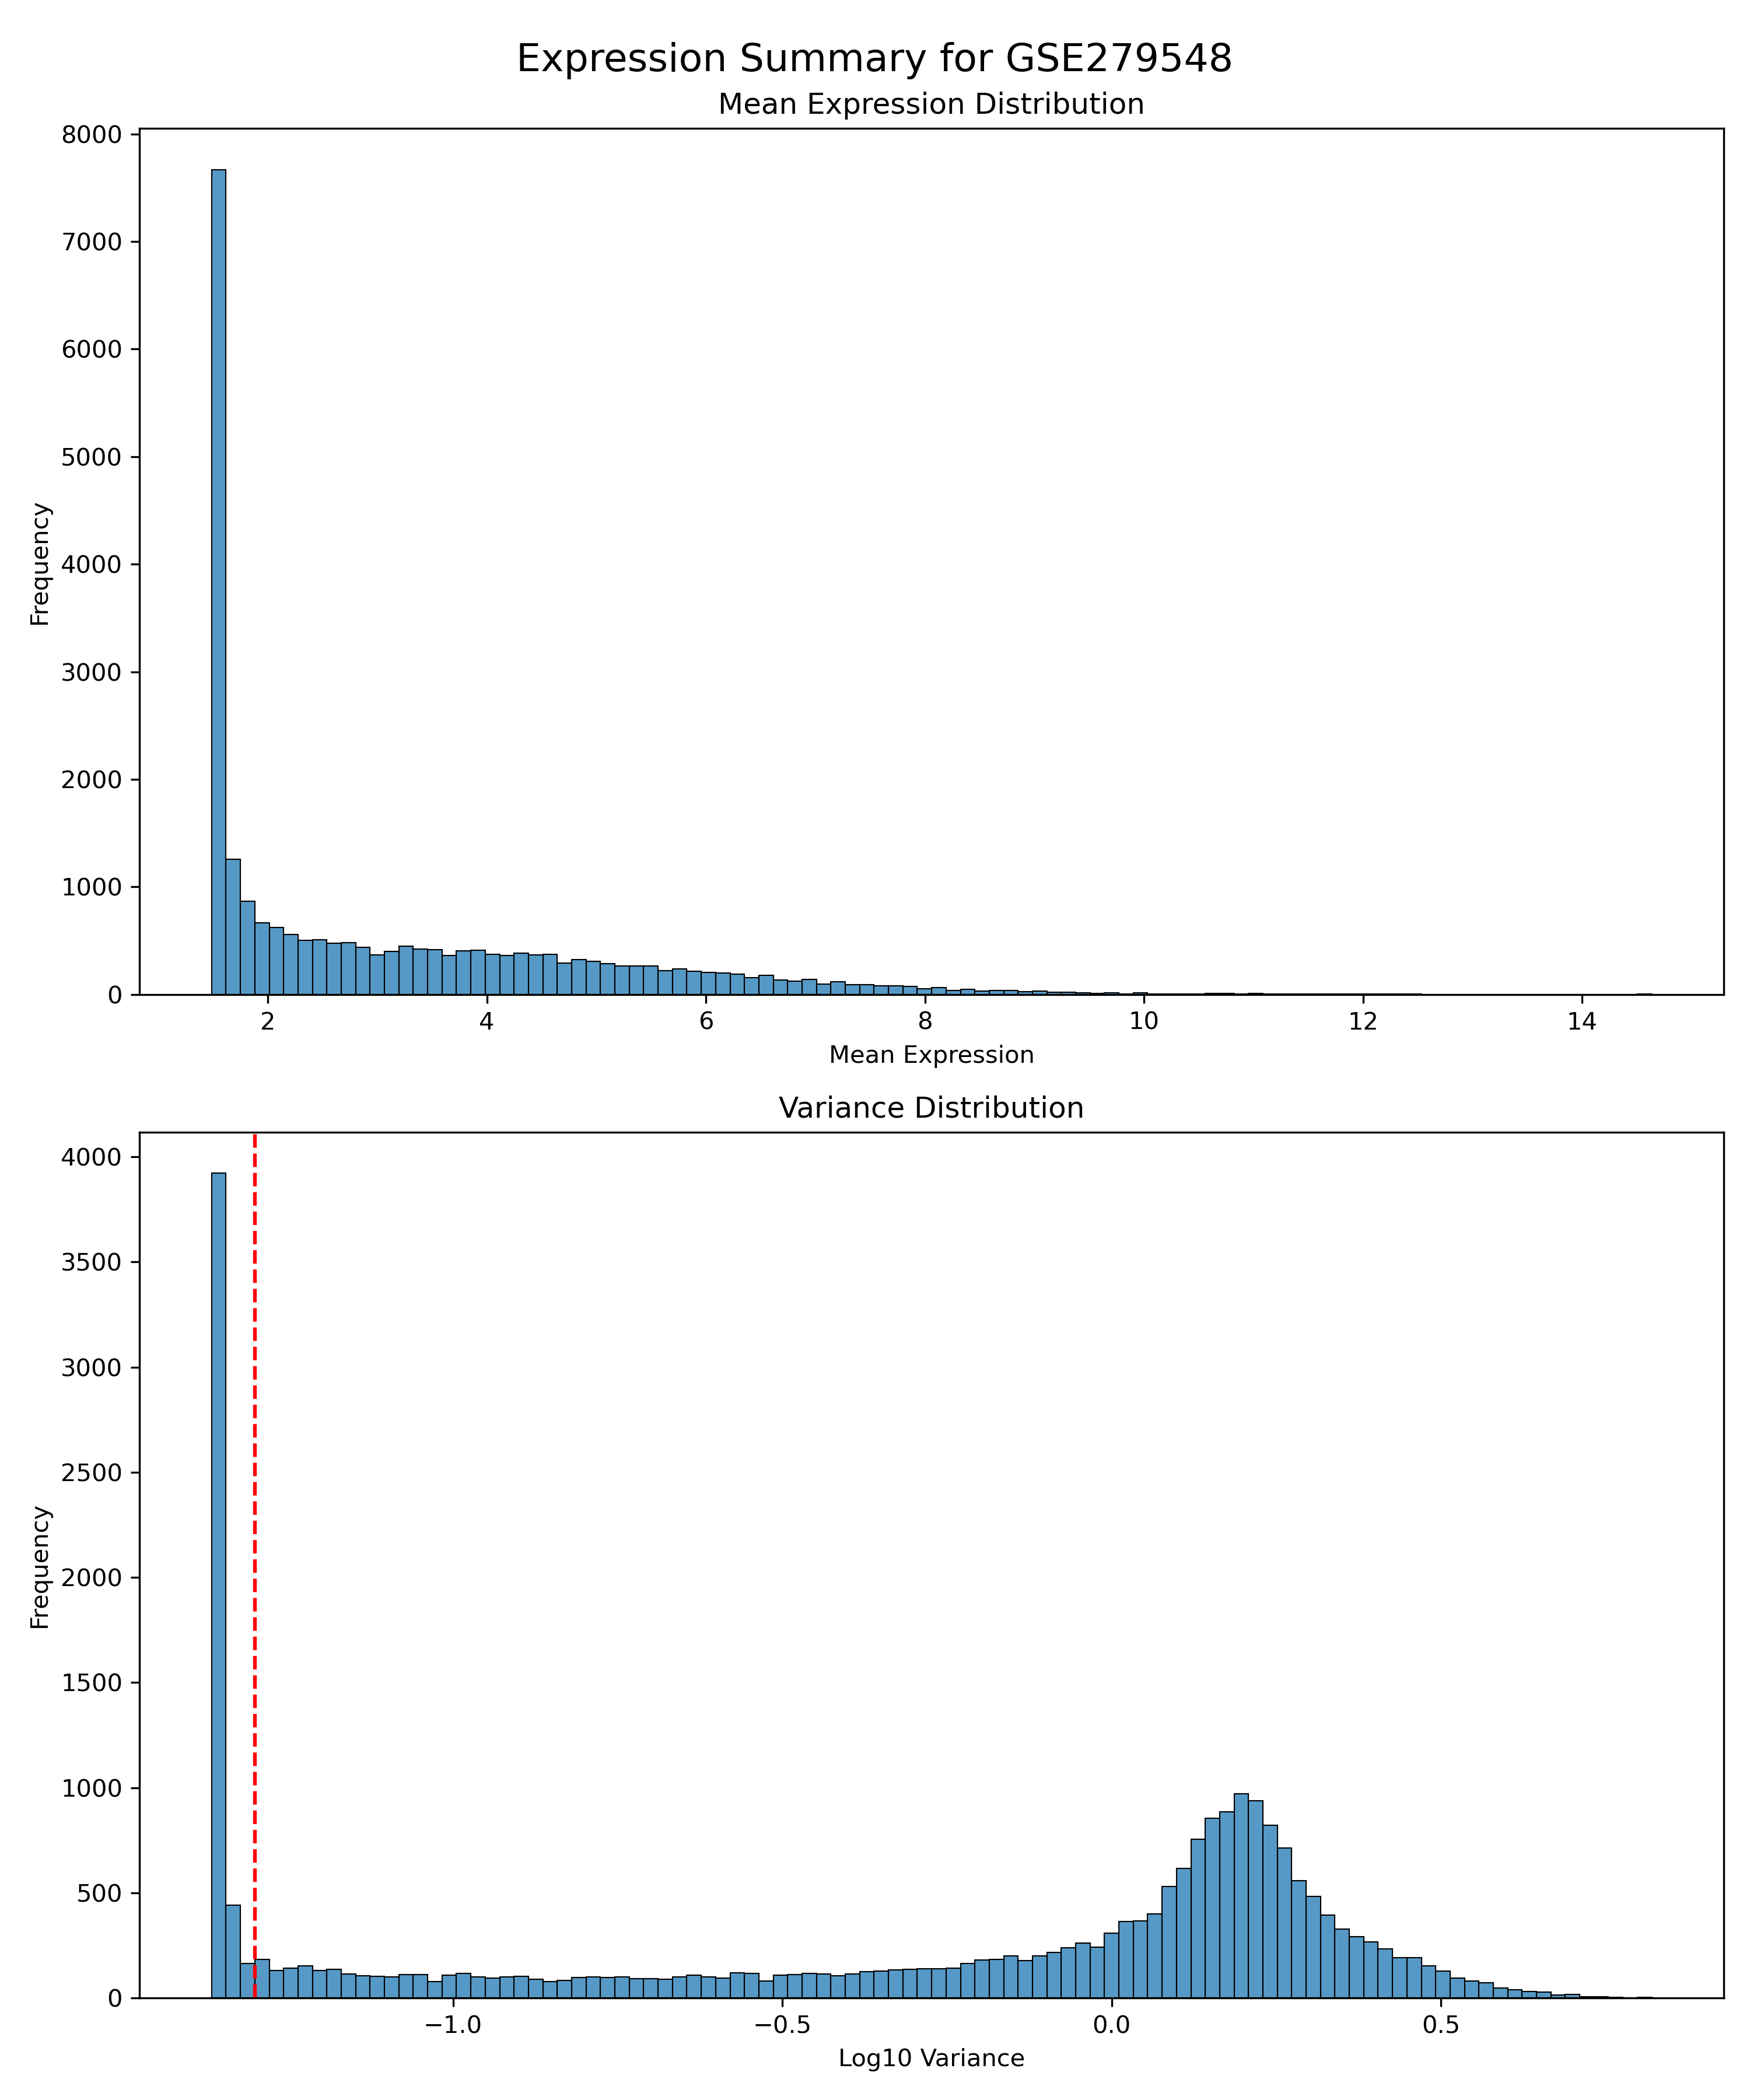 Expression Summary for GSE279548
Mean Expression Distribution
8000
7000
6000
5000
4000
3000
2000
1000
0
Frequency
2 4 6 8 10 12 14
Mean Expression
Variance Distribution
4000
3500
3000
2500
2000
1500
1000
500
0
Frequency
−1.0 −0.5 0.0 0.5
Log10 Variance